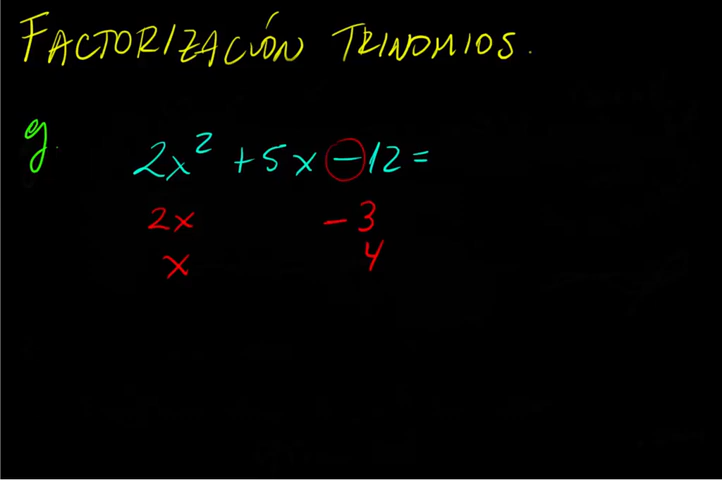 FACTORIZACIÓN TRINOMIOS.
g. 2x² + 5x - 12 =
2x - 3
x 4